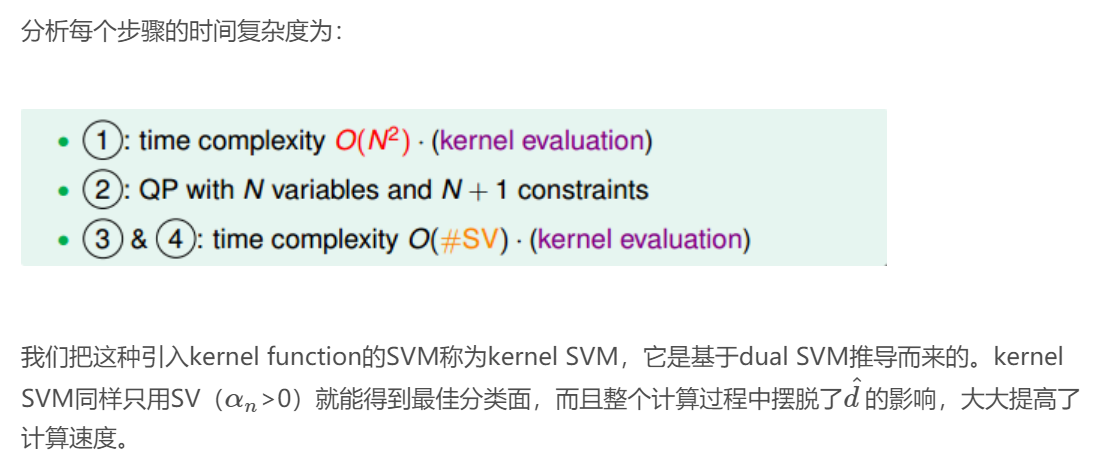 分析每个步骤的时间复杂度为：
• ①: time complexity O(N²) · (kernel evaluation)
• ②: QP with N variables and N + 1 constraints
• ③ & ④: time complexity O(#SV) · (kernel evaluation)
我们把这种引入kernel function的SVM称为kernel SVM，它是基于dual SVM推导而来的。kernel
SVM同样只用SV（αₙ>0）就能得到最佳分类面，而且整个计算过程中摆脱了d̂的影响，大大提高了
计算速度。